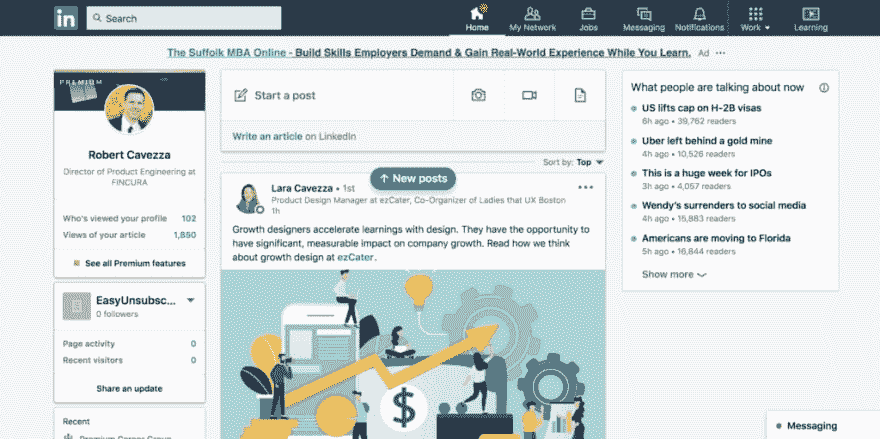 in
Search
Home
My Network
Jobs
Messaging
Notifications
Work
Learning
The Suffolk MBA Online - Build Skills Employers Demand & Gain Real-World Experience While You Learn. Ad
PREMIUM
Robert Cavezza
Director of Product Engineering at
FINCURA
Who's viewed your profile 102
Views of your article 1,850
See all Premium features
EasyUnsubsc...
0 followers
Page activity 0
Recent visitors 0
Share an update
Recent
Premium Career Group
Start a post
Write an article on LinkedIn
Sort by: Top
↑ New posts
Lara Cavezza • 1st
Product Design Manager at ezCater, Co-Organizer of Ladies that UX Boston
1h
Growth designers accelerate learnings with design. They have the opportunity to
have significant, measurable impact on company growth. Read how we think
about growth design at ezCater.
$
What people are talking about now
US lifts cap on H-2B visas
6h ago • 39,762 readers
Uber left behind a gold mine
4h ago • 10,526 readers
This is a huge week for IPOs
3h ago • 4,057 readers
Wendy's surrenders to social media
4h ago • 15,883 readers
Americans are moving to Florida
5h ago • 16,844 readers
Show more
Messaging